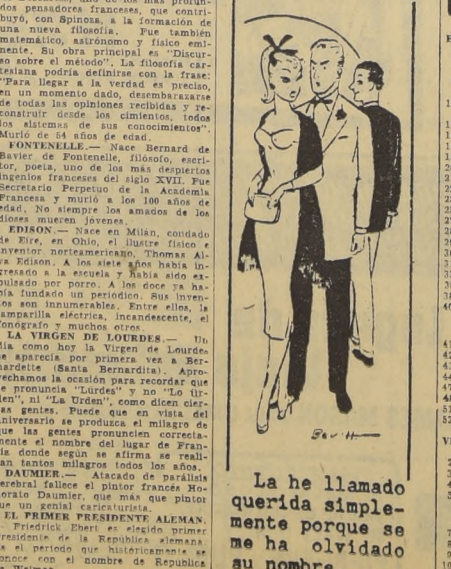 dos pensadores franceses, que contri-
buyó, con Spinoza, a la formación de
una nueva filosofía. Fue también
matemático, astrónomo y físico emi-
nente. Su obra principal es "Discur-
so sobre el método". La filosofía car-
tesiana podría definirse con la frase:
"Para llegar a la verdad es preciso,
en un momento dado, desembarazarse
de todas las opiniones recibidas y re-
construir desde los cimientos, todos
los sistemas de sus conocimientos".
Murió de 54 años de edad.
FONTENELLE.— Nace Bernard de
Bavier de Fontenelle, filósofo, escri-
tor, poeta, uno de los más despiertos
ingenios franceses del siglo XVII. Fue
Secretario Perpetuo de la Academia
Francesa y murió a los 100 años de
edad. No siempre los amados de los
dioses mueren jóvenes.
EDISON.— Nace en Milán, condado
de Eire, en Ohio, el ilustre físico e
inventor norteamericano, Thomas Al-
va Edison. A los siete años había in-
gresado a la escuela y había sido ex-
pulsado por porro. A los doce ya ha-
bía fundado un periódico. Sus inven-
tos son innumerables. Entre ellos, la
amparilla eléctrica, incandescente, el
fonógrafo y muchos otros.
LA VIRGEN DE LOURDES.— Un
día como hoy la Virgen de Lourdes
se aparecía por primera vez a Ber-
nardette (Santa Bernardita). Apro-
vechamos la ocasión para recordar que
se pronuncia "Lurdes" y no "Lo úr-
den", ni "La Urden", como dicen cier-
as gentes. Puede que en vista del
aniversario se produzca el milagro de
que las gentes pronuncien correcta-
mente el nombre del lugar de Fran-
cia donde según se afirma se reali-
zan tantos milagros todos los años.
DAUMIER.— Atacado de parálisis
cerebral fallece el pintor francés Ho-
norato Daumier, que más que pintor
fue un genial caricaturista.
EL PRIMER PRESIDENTE ALEMAN.
— Friedrick Ebert es elegido primer
presidente de la República alemana.
es el período que históricamente se
conoce con el nombre de República
La he llamado
querida simple-
mente porque se
me ha olvidado
su nombre